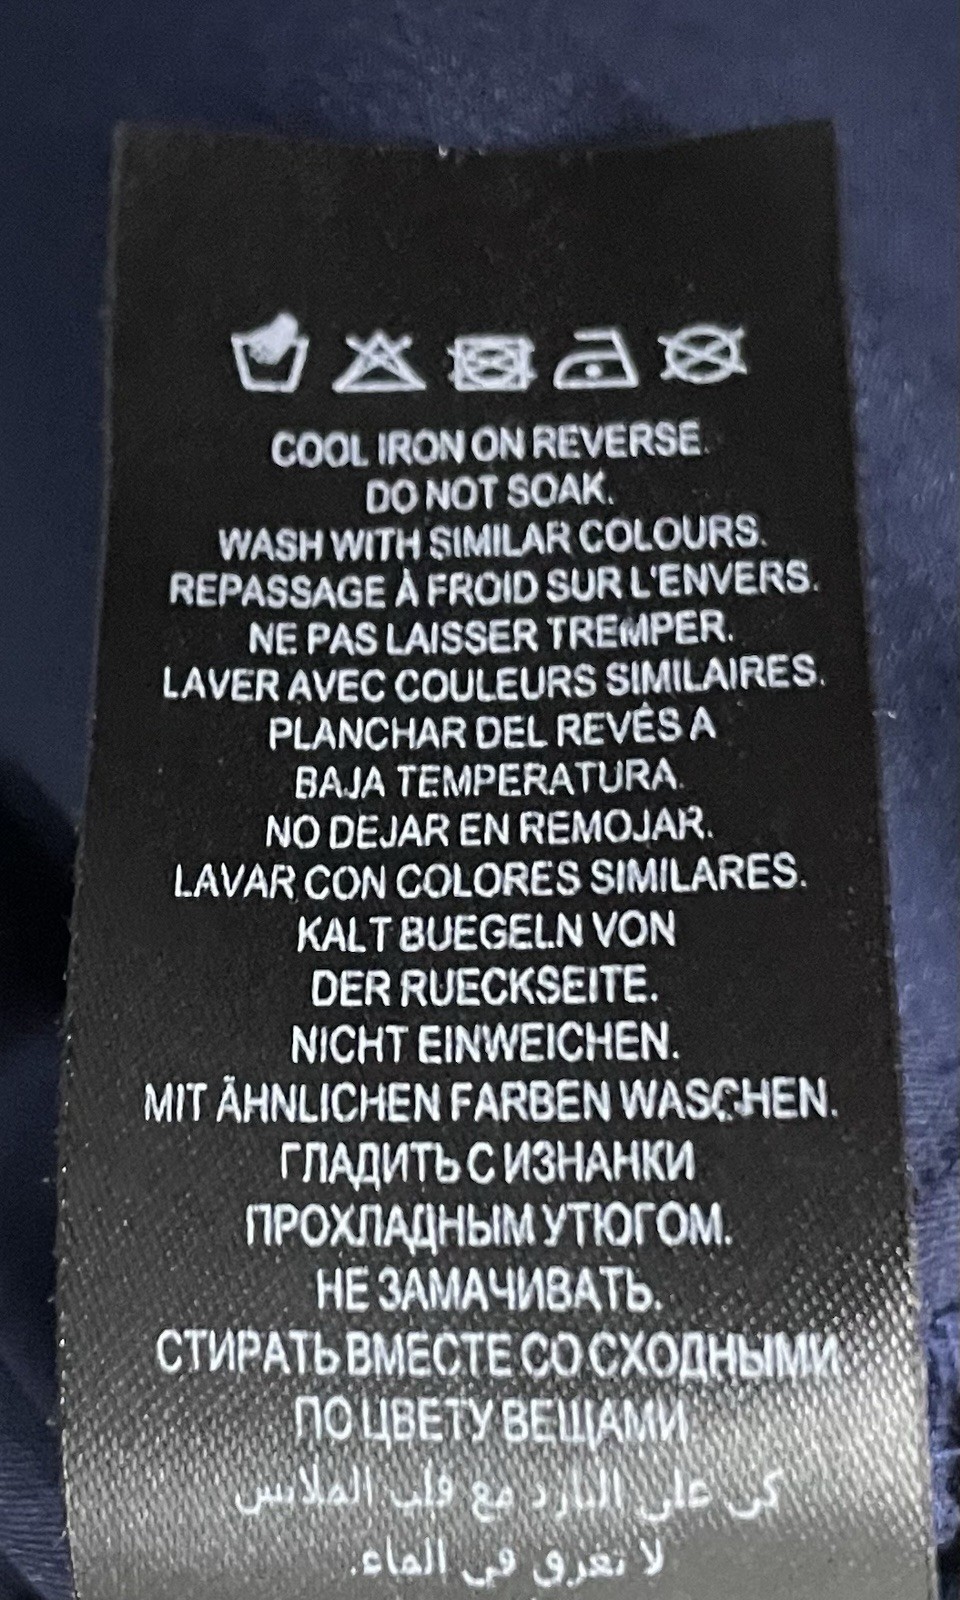 COOL IRON ON REVERSE.
DO NOT SOAK.
WASH WITH SIMILAR COLOURS.
REPASSAGE À FROID SUR L'ENVERS.
NE PAS LAISSER TREMPER.
LAVER AVEC COULEURS SIMILAIRES.
PLANCHAR DEL REVÉS A
BAJA TEMPERATURA.
NO DEJAR EN REMOJAR.
LAVAR CON COLORES SIMILARES.
KALT BUEGELN VON
DER RUECKSEITE.
NICHT EINWEICHEN.
MIT ÄHNLICHEN FARBEN WASCHEN.
ГЛАДИТЬ С ИЗНАНКИ
ПРОХЛАДНЫМ УТЮГОМ.
НЕ ЗАМАЧИВАТЬ.
СТИРАТЬ ВМЕСТЕ СО СХОДНЫМИ
ПО ЦВЕТУ ВЕЩАМИ
كي على البارد مع قلب الملابس
لا تغرق في الماء.